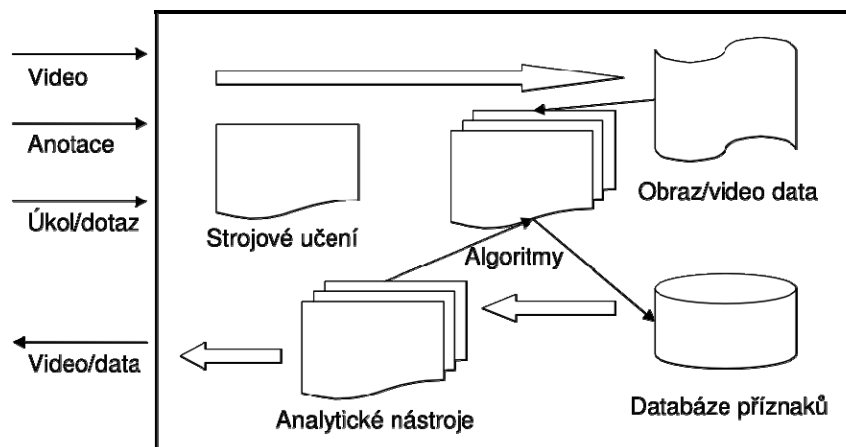 Video
Anotace
Úkol/dotaz
Video/data
Strojové učení
Algoritmy
Obraz/video data
Analytické nástroje
Databáze příznaků